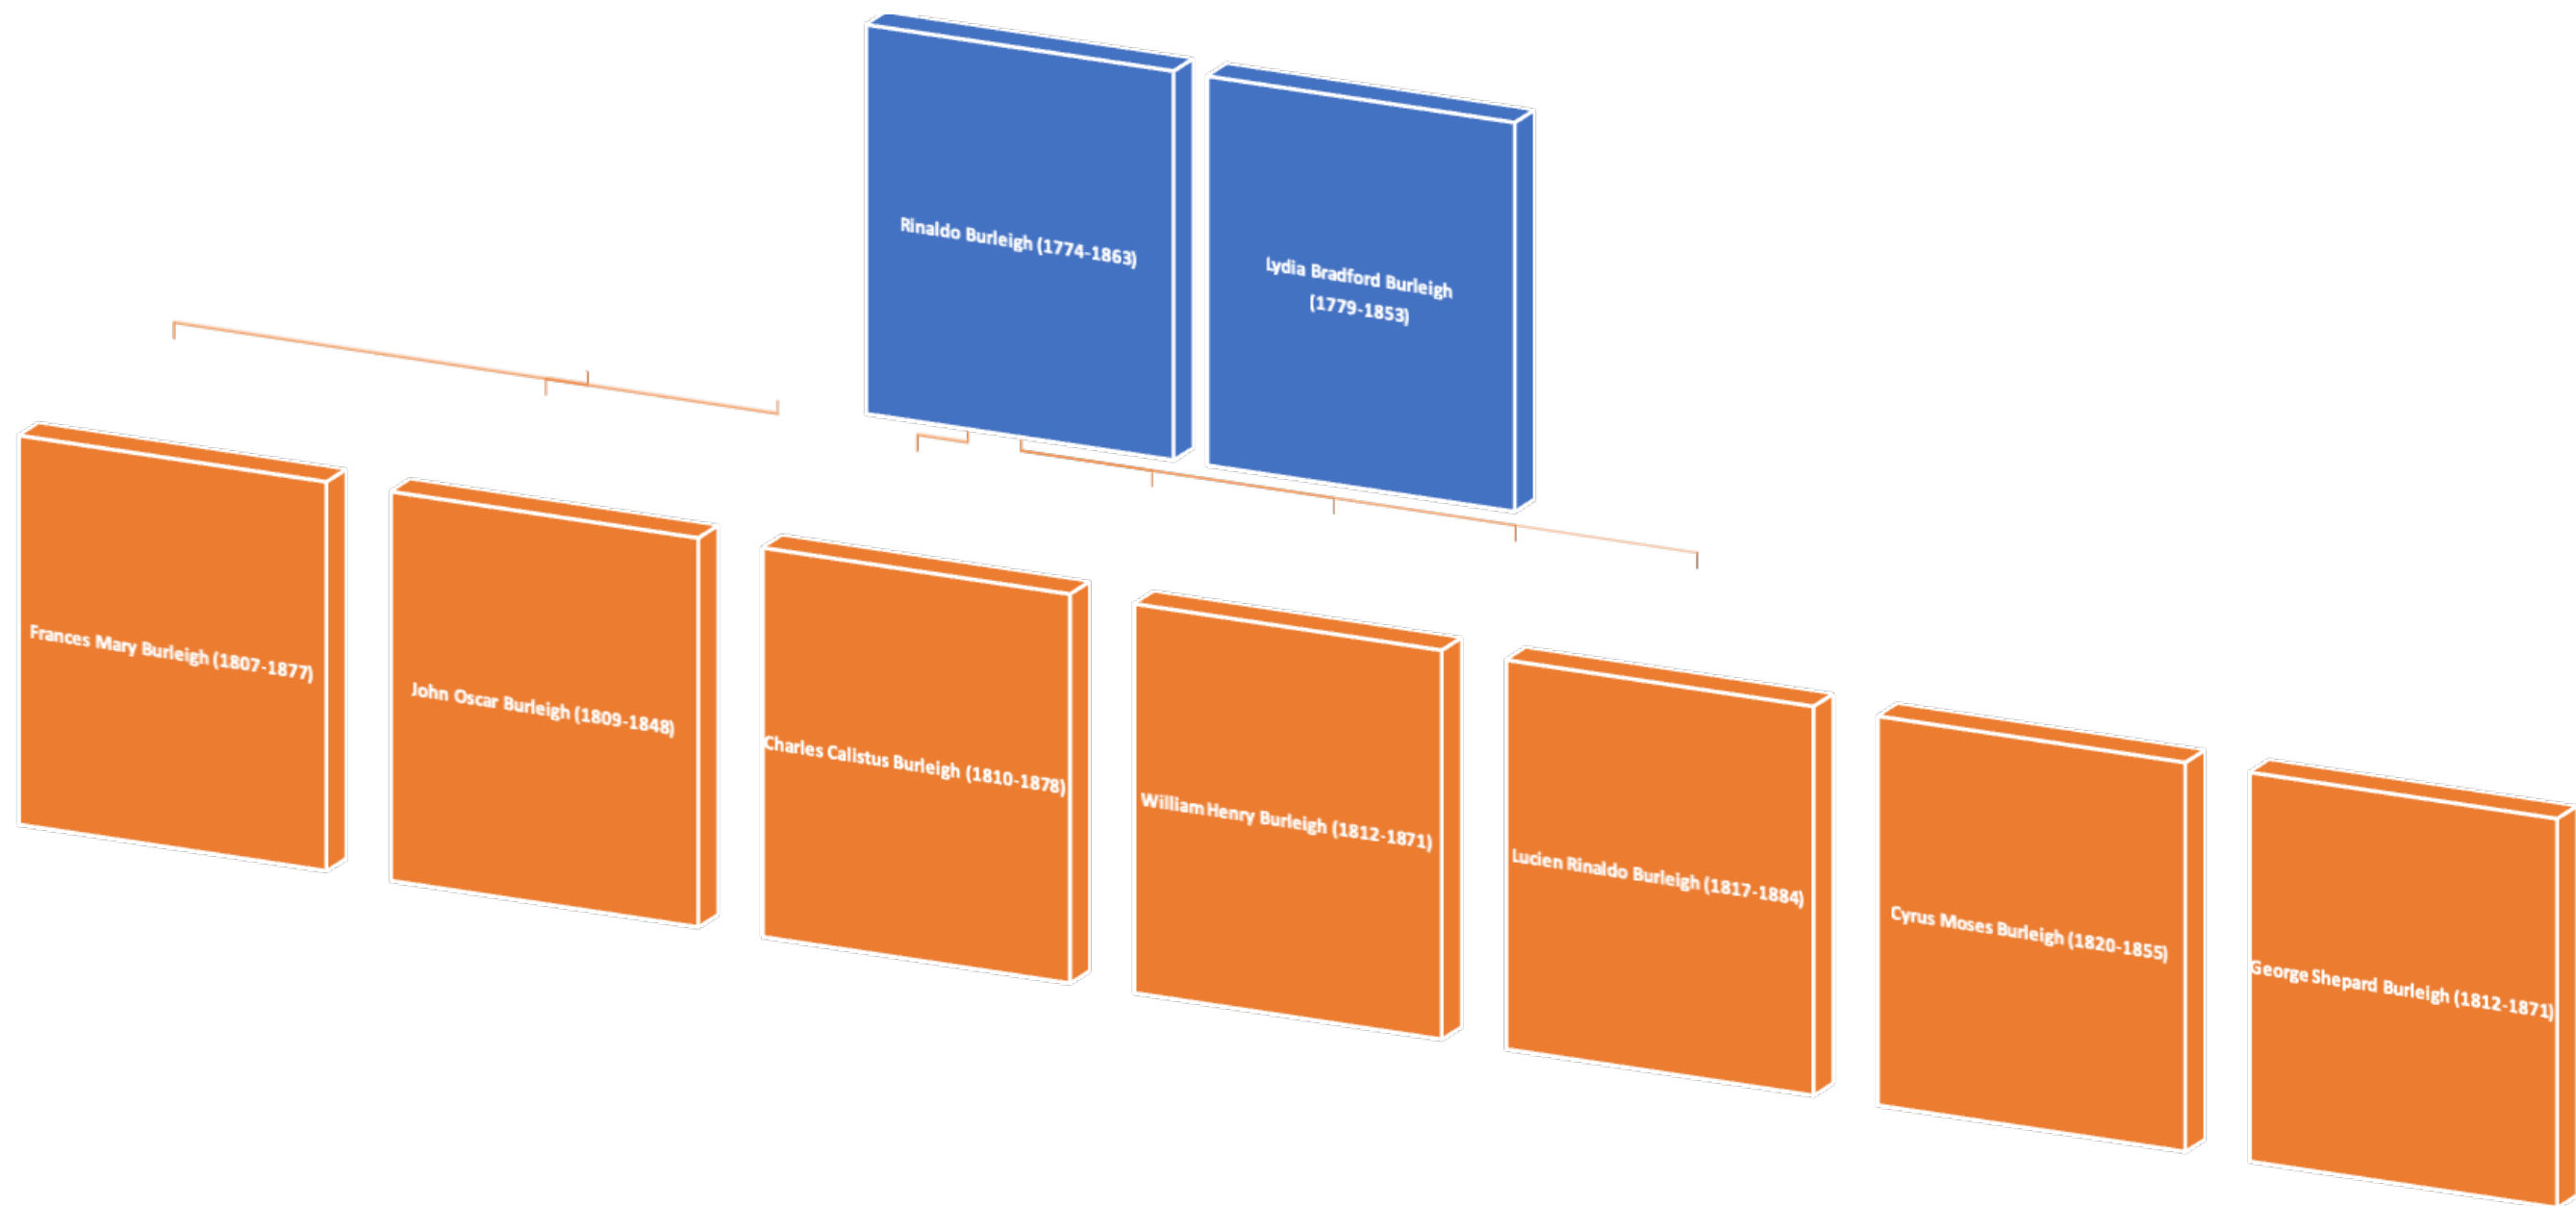 Rinaldo Burleigh (1774-1863)
Lydia Bradford Burleigh
(1779-1853)
Frances Mary Burleigh (1807-1877)
John Oscar Burleigh (1809-1848)
Charles Calistus Burleigh (1810-1878)
William Henry Burleigh (1812-1871)
Lucien Rinaldo Burleigh (1817-1884)
Cyrus Moses Burleigh (1820-1855)
George Shepard Burleigh (1812-1871)